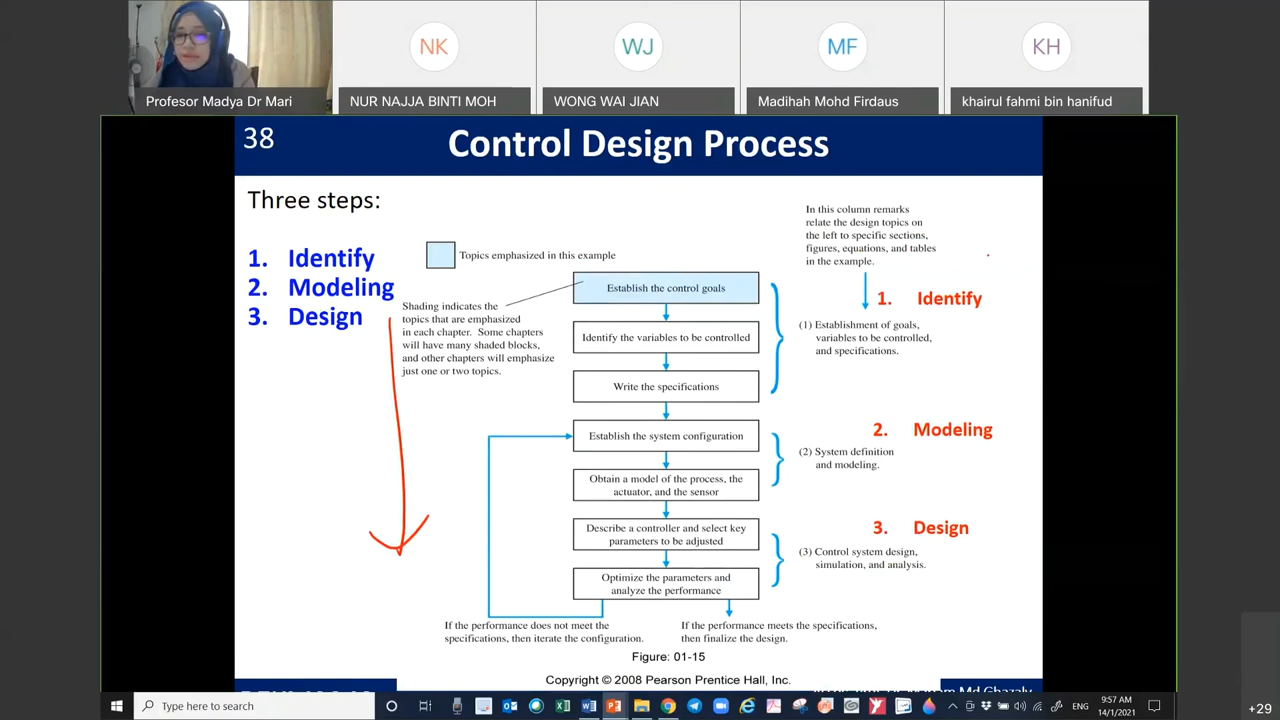 NK
WJ
MF
KH
Profesor Madya Dr Mari
NUR NAJJA BINTI MOH
WONG WAI JIAN
Madihah Mohd Firdaus
khairul fahmi bin hanifud
38
Control Design Process
Three steps:
1. Identify
2. Modeling
3. Design
Topics emphasized in this example
Shading indicates the
topics that are emphasized
in each chapter. Some chapters
will have many shaded blocks,
and other chapters will emphasize
just one or two topics.
Establish the control goals
Identify the variables to be controlled
Write the specifications
Establish the system configuration
Obtain a model of the process, the
actuator, and the sensor
Describe a controller and select key
parameters to be adjusted
Optimize the parameters and
analyze the performance
If the performance does not meet the
specifications, then iterate the configuration.
If the performance meets the specifications,
then finalize the design.
In this column remarks
relate the design topics on
the left to specific sections,
figures, equations, and tables
in the example.
1. Identify
(1) Establishment of goals,
variables to be controlled,
and specifications.
2. Modeling
(2) System definition
and modeling.
3. Design
(3) Control system design,
simulation, and analysis.
Figure: 01-15
Copyright © 2008 Pearson Prentice Hall, Inc.
Md Ghazaly
Type here to search
ENG
9:57 AM
14/1/2021
+29